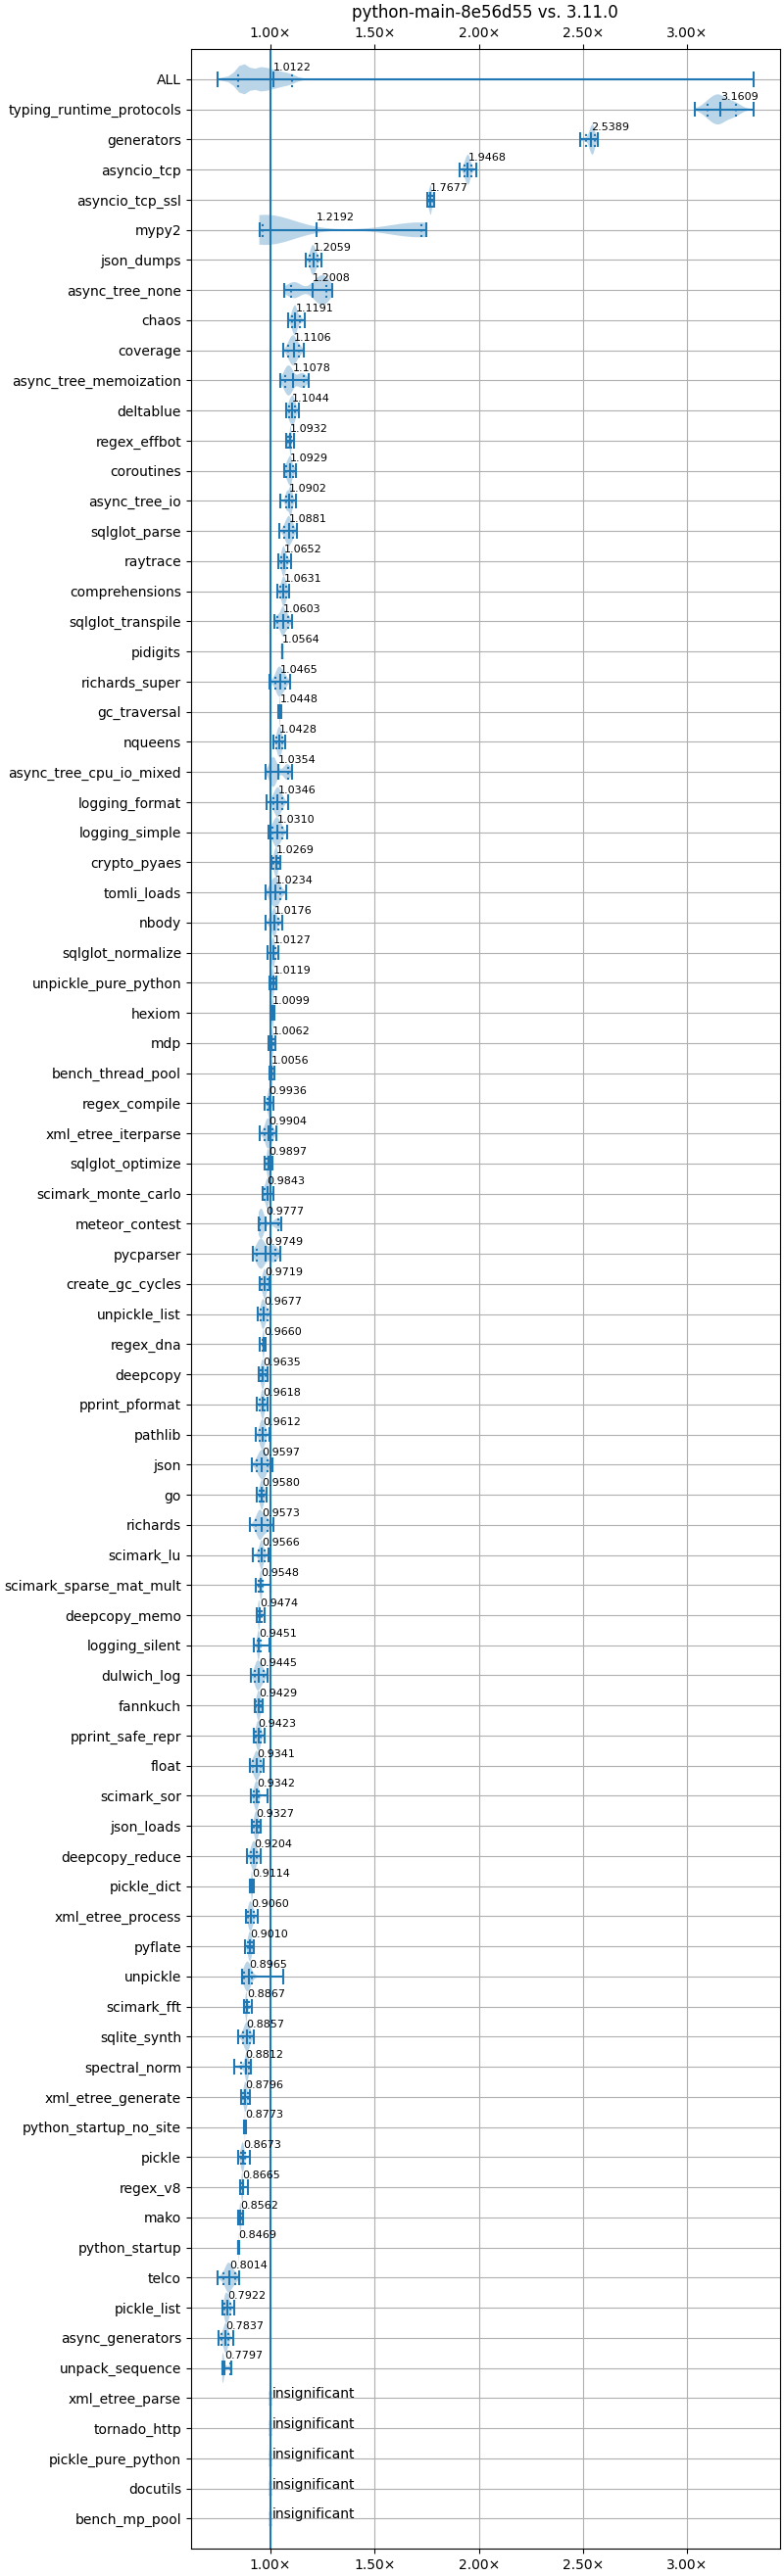 python-main-8e56d55 vs. 3.11.0
1.00× 1.50× 2.00× 2.50× 3.00×
ALL 1.0122
typing_runtime_protocols 3.1609
generators 2.5389
asyncio_tcp 1.9468
asyncio_tcp_ssl 1.7677
mypy2 1.2192
json_dumps 1.2059
async_tree_none 1.2008
chaos 1.1191
coverage 1.1106
async_tree_memoization 1.1078
deltablue 1.1044
regex_effbot 1.0932
coroutines 1.0929
async_tree_io 1.0902
sqlglot_parse 1.0881
raytrace 1.0652
comprehensions 1.0631
sqlglot_transpile 1.0603
pidigits 1.0564
richards_super 1.0465
gc_traversal 1.0448
nqueens 1.0428
async_tree_cpu_io_mixed 1.0354
logging_format 1.0346
logging_simple 1.0310
crypto_pyaes 1.0269
tomli_loads 1.0234
nbody 1.0176
sqlglot_normalize 1.0127
unpickle_pure_python 1.0119
hexiom 1.0099
mdp 1.0062
bench_thread_pool 1.0056
regex_compile 0.9936
xml_etree_iterparse 0.9904
sqlglot_optimize 0.9897
scimark_monte_carlo 0.9843
meteor_contest 0.9777
pycparser 0.9749
create_gc_cycles 0.9719
unpickle_list 0.9677
regex_dna 0.9660
deepcopy 0.9635
pprint_pformat 0.9618
pathlib 0.9612
json 0.9597
go 0.9580
richards 0.9573
scimark_lu 0.9566
scimark_sparse_mat_mult 0.9548
deepcopy_memo 0.9474
logging_silent 0.9451
dulwich_log 0.9445
fannkuch 0.9429
pprint_safe_repr 0.9423
float 0.9341
scimark_sor 0.9342
json_loads 0.9327
deepcopy_reduce 0.9204
pickle_dict 0.9114
xml_etree_process 0.9060
pyflate 0.9010
unpickle 0.8965
scimark_fft 0.8867
sqlite_synth 0.8857
spectral_norm 0.8812
xml_etree_generate 0.8796
python_startup_no_site 0.8773
pickle 0.8673
regex_v8 0.8665
mako 0.8562
python_startup 0.8469
telco 0.8014
pickle_list 0.7922
async_generators 0.7837
unpack_sequence 0.7797
xml_etree_parse insignificant
tornado_http insignificant
pickle_pure_python insignificant
docutils insignificant
bench_mp_pool insignificant
1.00× 1.50× 2.00× 2.50× 3.00×